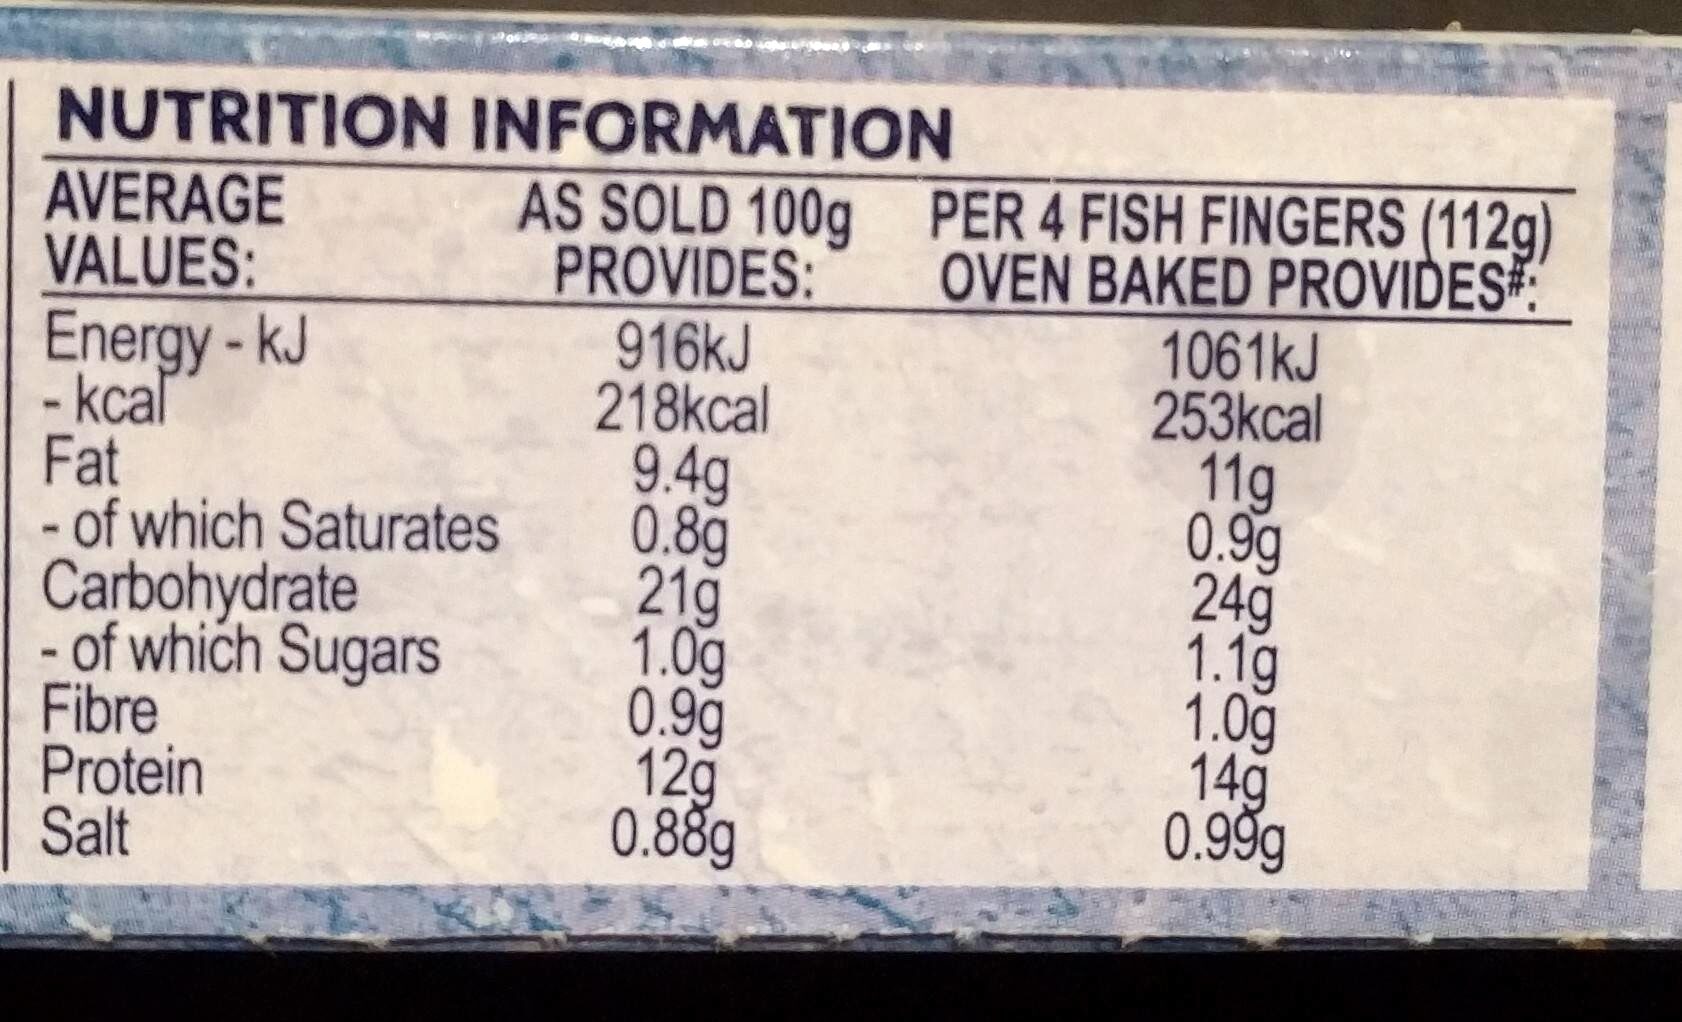 NUTRITION INFORMATION
AVERAGE VALUES: AS SOLD 100g PROVIDES: PER 4 FISH FINGERS (112g) OVEN BAKED PROVIDES#:
Energy - kJ 916kJ 1061kJ
- kcal 218kcal 253kcal
Fat 9.4g 11g
- of which Saturates 0.8g 0.9g
Carbohydrate 21g 24g
- of which Sugars 1.0g 1.1g
Fibre 0.9g 1.0g
Protein 12g 14g
Salt 0.88g 0.99g